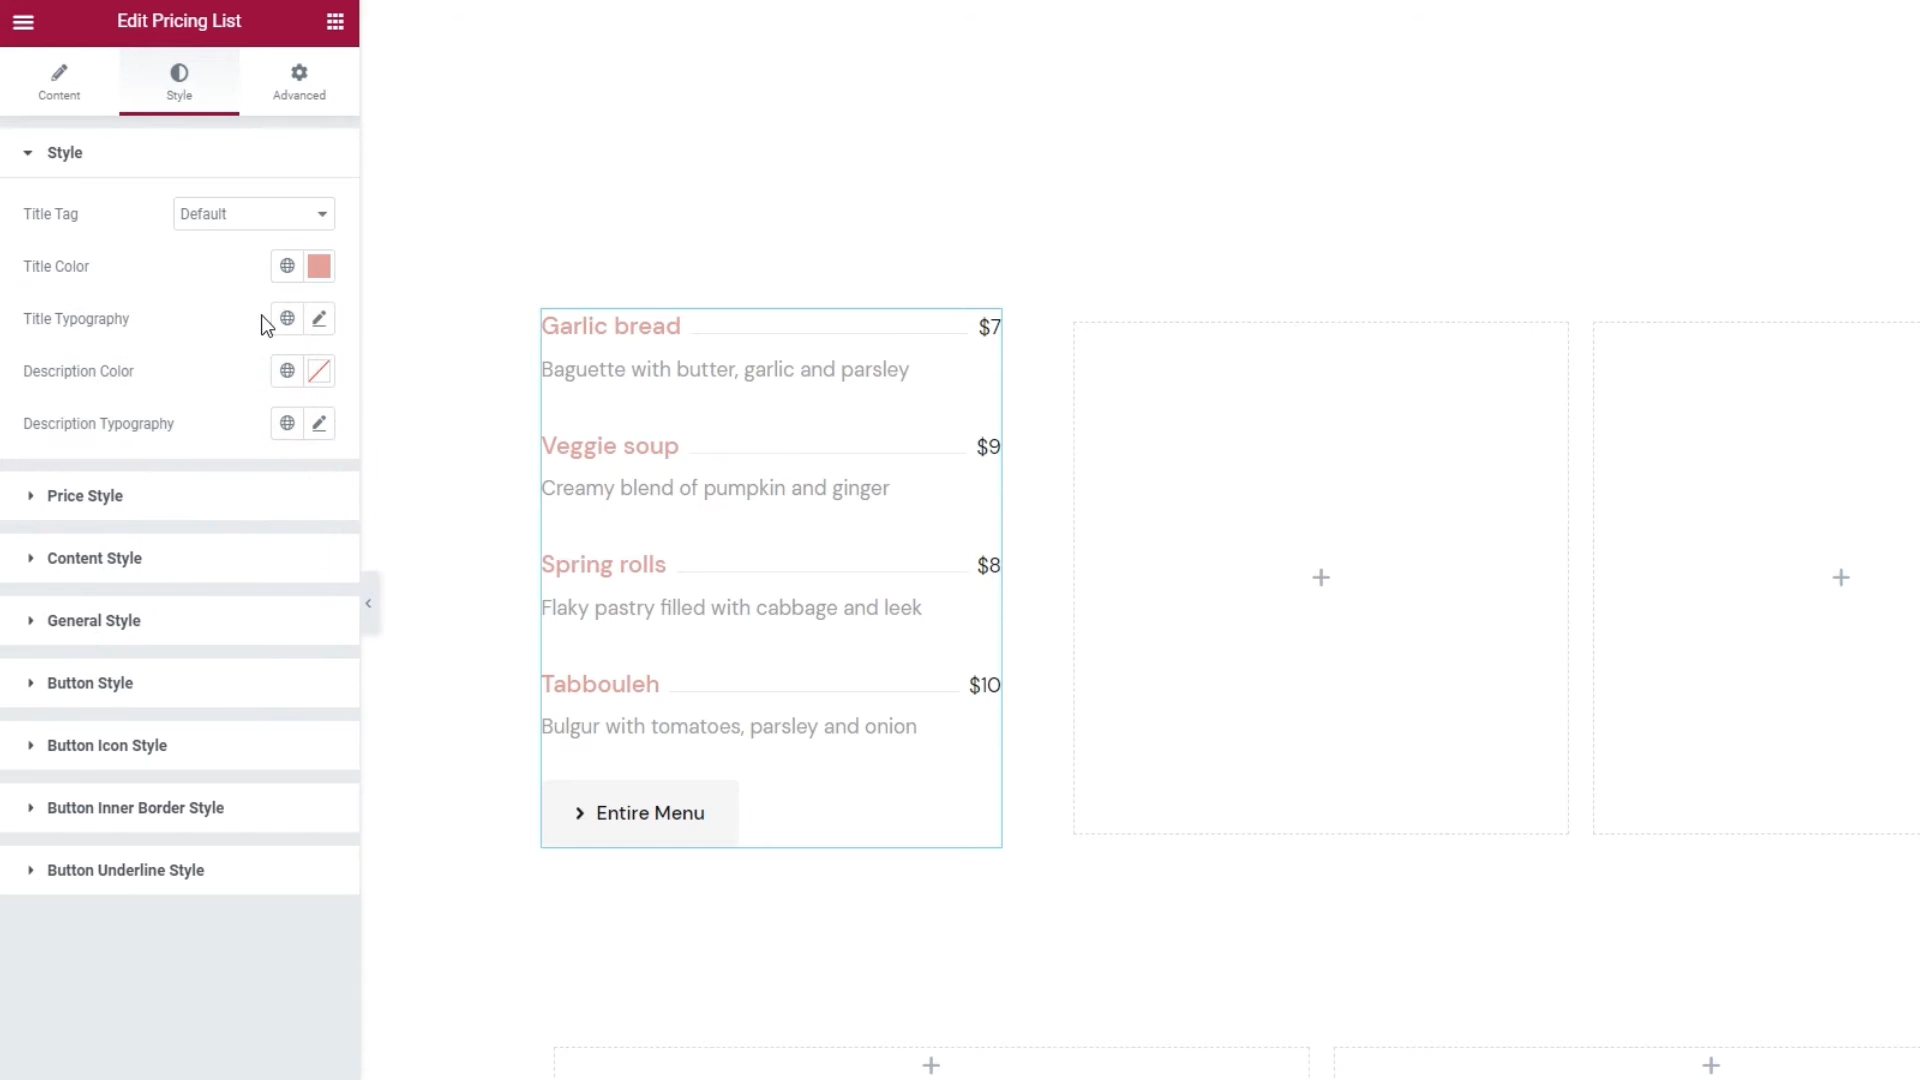 Edit Pricing List
Content
Style
Advanced
Style
Title Tag
Default
Title Color
Title Typography
Description Color
Description Typography
Price Style
Content Style
General Style
Button Style
Button Icon Style
Button Inner Border Style
Button Underline Style
Garlic bread $7
Baguette with butter, garlic and parsley
Veggie soup $9
Creamy blend of pumpkin and ginger
Spring rolls $8
Flaky pastry filled with cabbage and leek
Tabbouleh $10
Bulgur with tomatoes, parsley and onion
Entire Menu